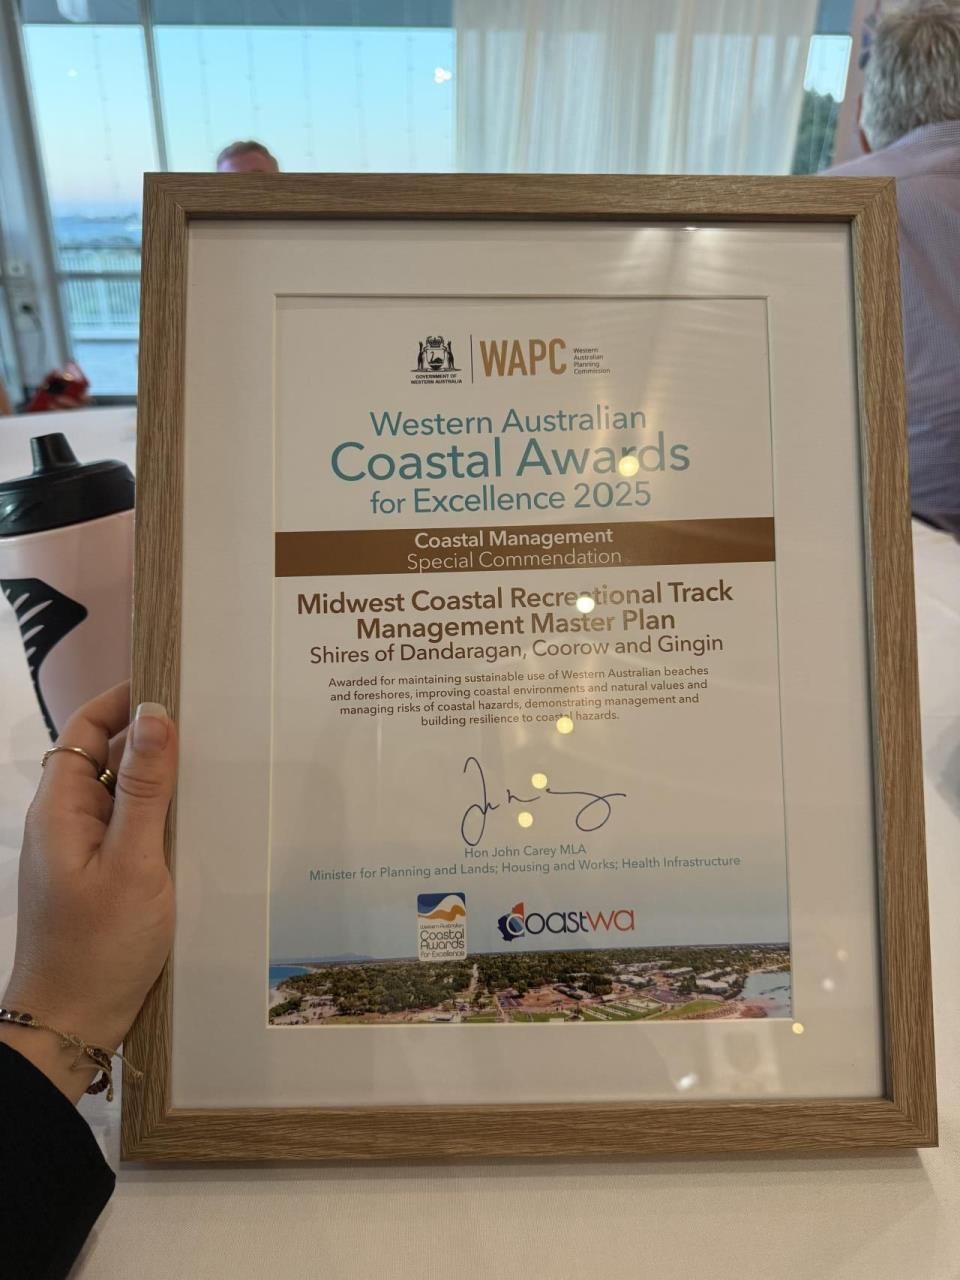 GOVERNMENT OF
WESTERN AUSTRALIA
WAPC
Western
Australian
Planning
Commission
Western Australian
Coastal Awards
for Excellence 2025
Coastal Management
Special Commendation
Midwest Coastal Recreational Track
Management Master Plan
Shires of Dandaragan, Coorow and Gingin
Awarded for maintaining sustainable use of Western Australian beaches
and foreshores, improving coastal environments and natural values and
managing risks of coastal hazards, demonstrating management and
building resilience to coastal hazards.
Hon John Carey MLA
Minister for Planning and Lands; Housing and Works; Health Infrastructure
Western Australian
Coastal
Awards
for Excellence
Coastwa